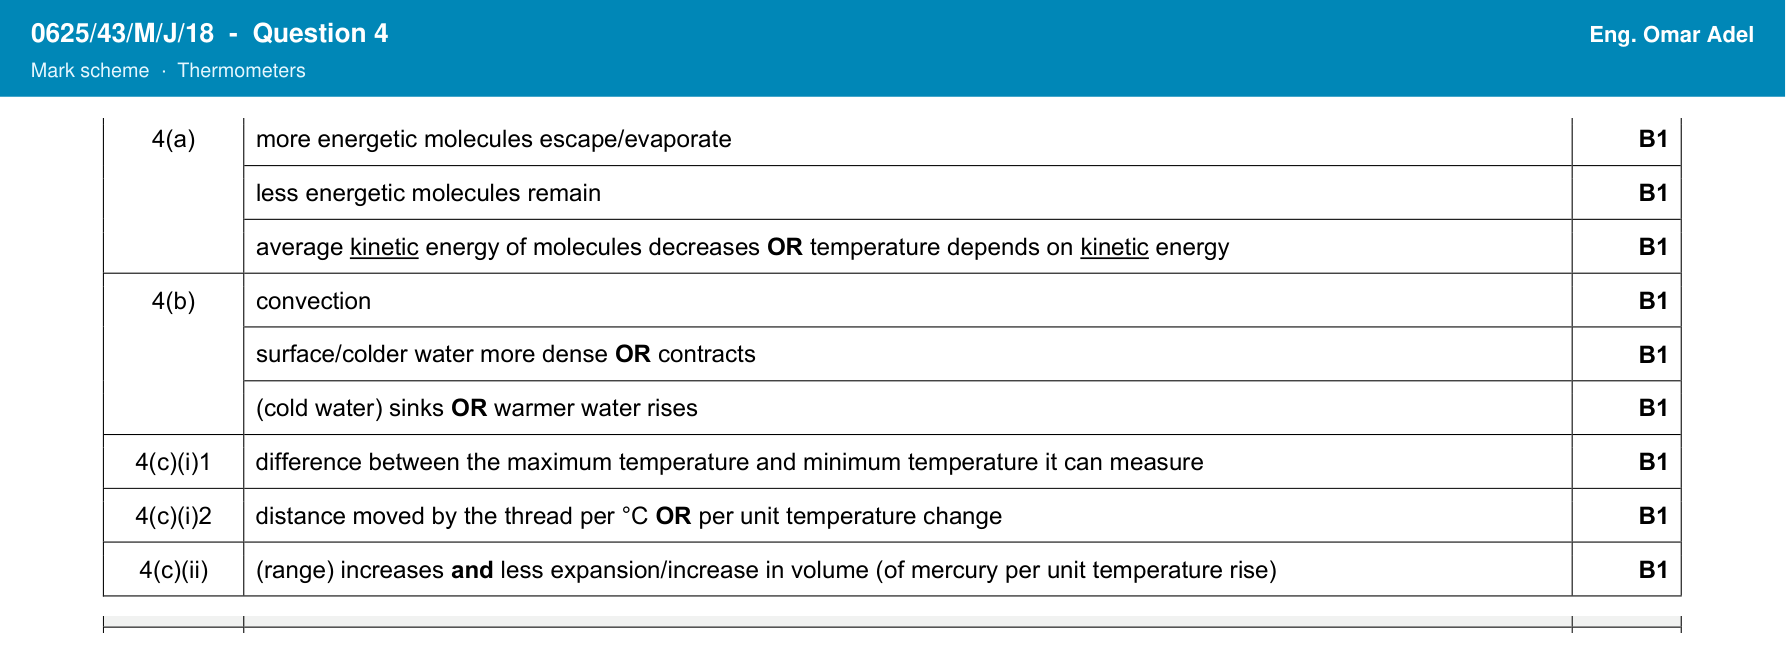 0625/43/M/J/18 - Question 4
Eng. Omar Adel
Mark scheme · Thermometers
4(a) more energetic molecules escape/evaporate B1
less energetic molecules remain B1
average kinetic energy of molecules decreases OR temperature depends on kinetic energy B1
4(b) convection B1
surface/colder water more dense OR contracts B1
(cold water) sinks OR warmer water rises B1
4(c)(i)1 difference between the maximum temperature and minimum temperature it can measure B1
4(c)(i)2 distance moved by the thread per °C OR per unit temperature change B1
4(c)(ii) (range) increases and less expansion/increase in volume (of mercury per unit temperature rise) B1